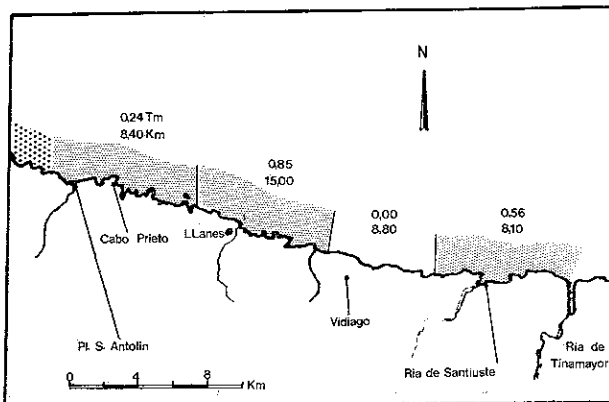 N
0,24 Tm
8,40 Km
0,85
15,00
0,00
8,80
0,56
8,10
Cabo Prieto
LLanes
Vidiago
Pl. S. Antolin
Ria de Santiuste
Ria de
Tinamayor
0 4 8
Km